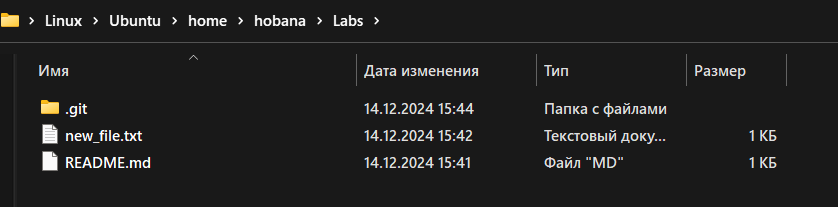 Linux > Ubuntu > home > hobana > Labs >
Имя Дата изменения Тип Размер
.git 14.12.2024 15:44 Папка с файлами
new_file.txt 14.12.2024 15:42 Текстовый доку... 1 КБ
README.md 14.12.2024 15:41 Файл "MD" 1 КБ